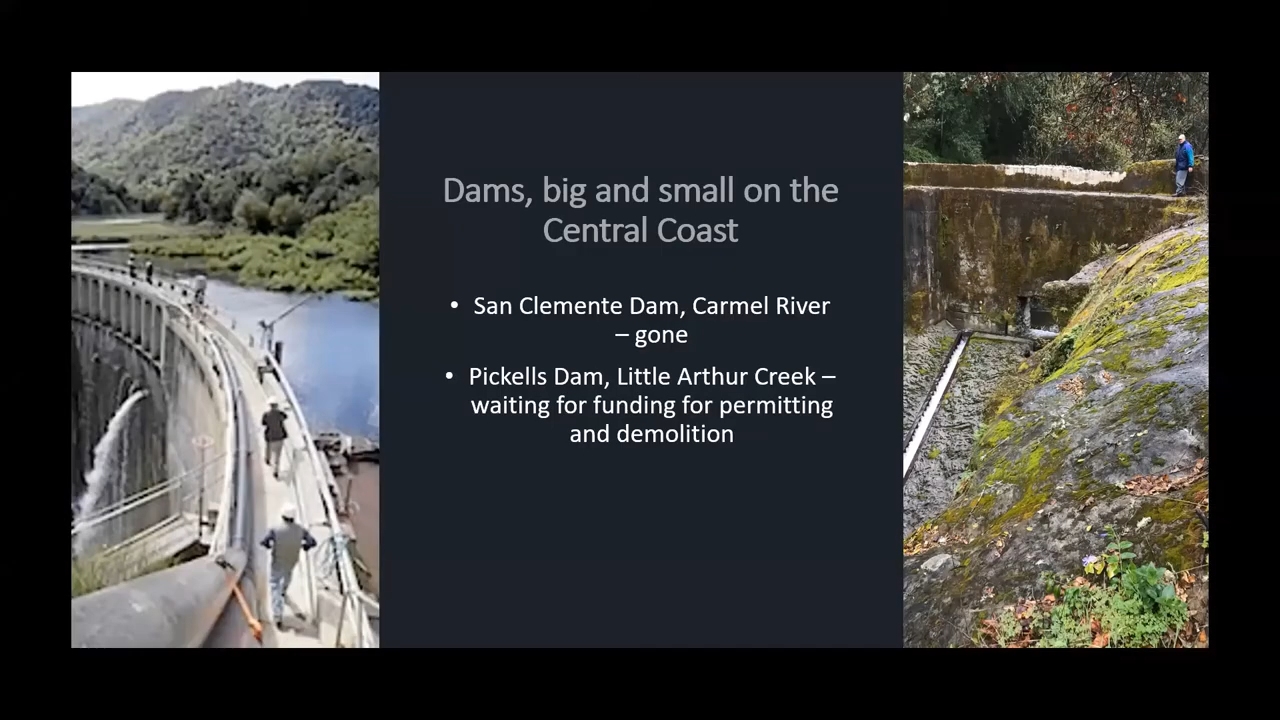 Dams, big and small on the
Central Coast
• San Clemente Dam, Carmel River
– gone
• Pickells Dam, Little Arthur Creek –
waiting for funding for permitting
and demolition